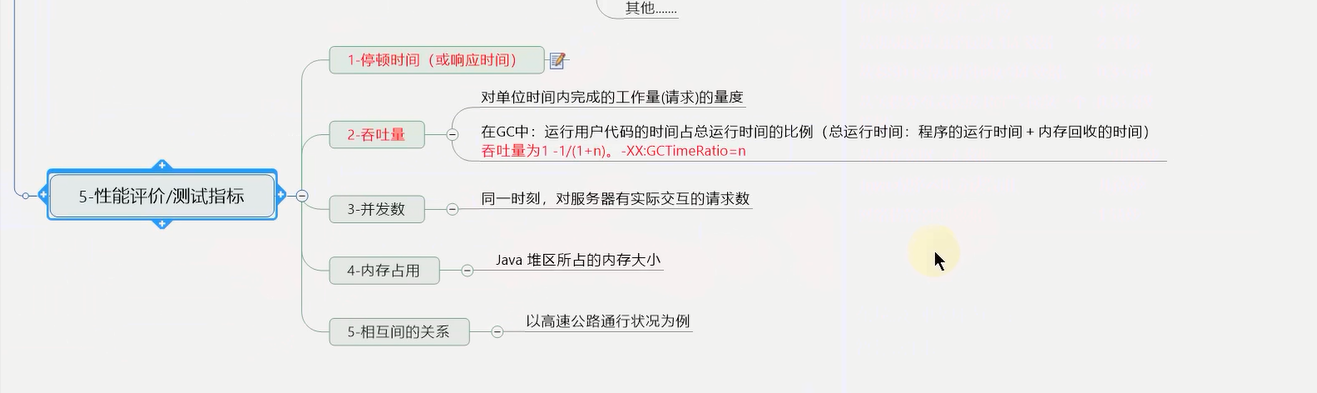 其他.......
1-停顿时间（或响应时间）
2-吞吐量
对单位时间内完成的工作量(请求)的量度
在GC中：运行用户代码的时间占总运行时间的比例（总运行时间：程序的运行时间 + 内存回收的时间）
吞吐量为1 -1/(1+n)。-XX:GCTimeRatio=n
5-性能评价/测试指标
3-并发数
同一时刻，对服务器有实际交互的请求数
4-内存占用
Java 堆区所占的内存大小
5-相互间的关系
以高速公路通行状况为例